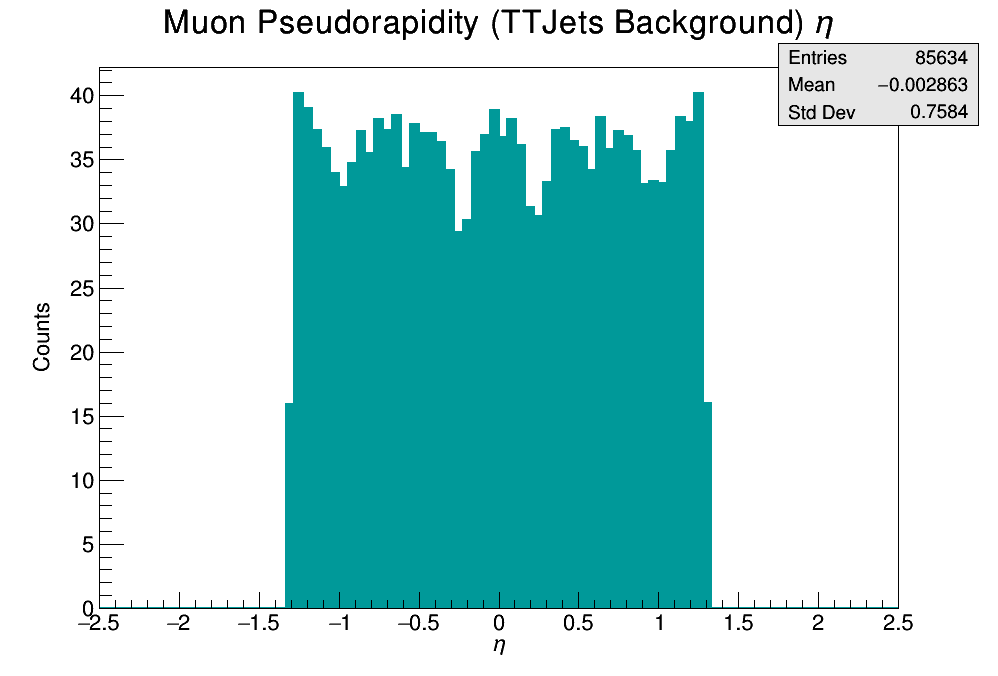 Muon Pseudorapidity (TTJets Background) η
Entries 85634
Mean −0.002863
Std Dev 0.7584
Counts
40
35
30
25
20
15
10
5
0
−2.5 −2 −1.5 −1 −0.5 0 0.5 1 1.5 2 2.5
η